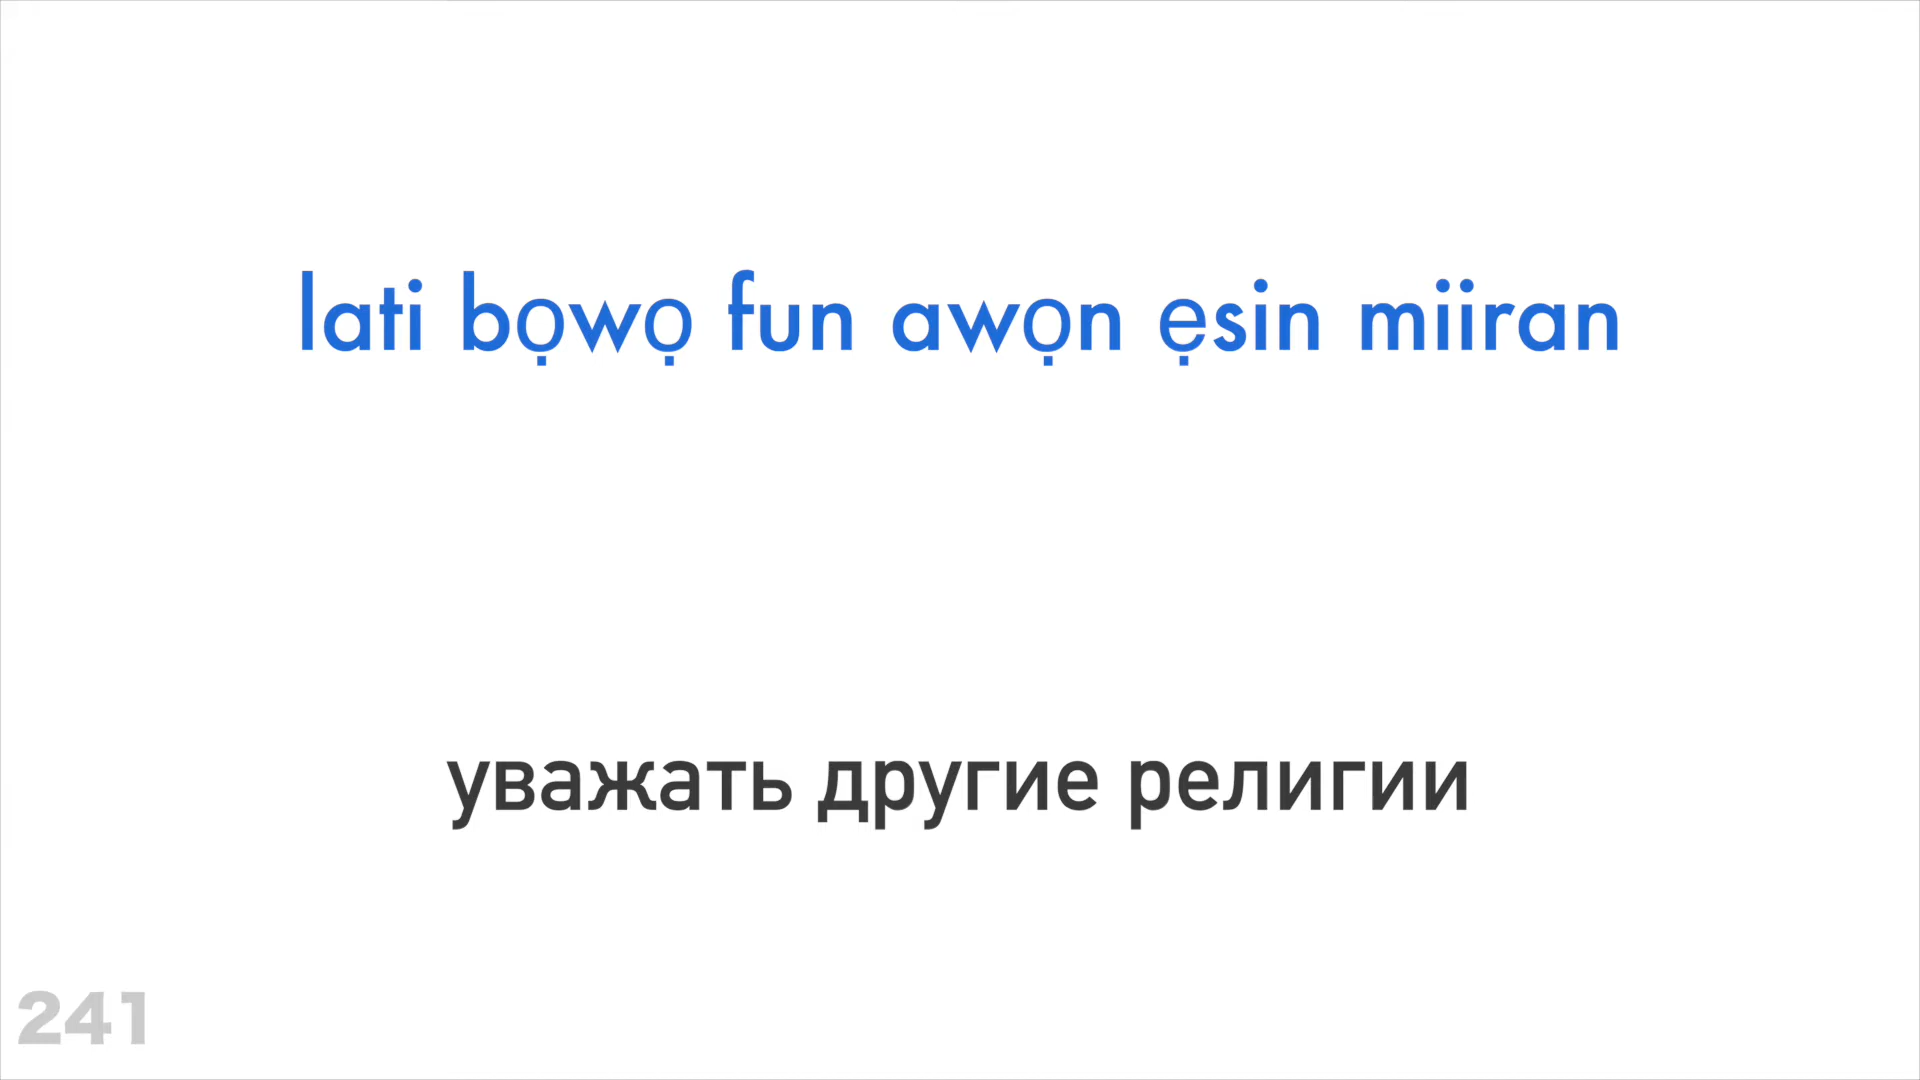 lati bọwọ fun awọn ẹsin miiran
уважать другие религии
241